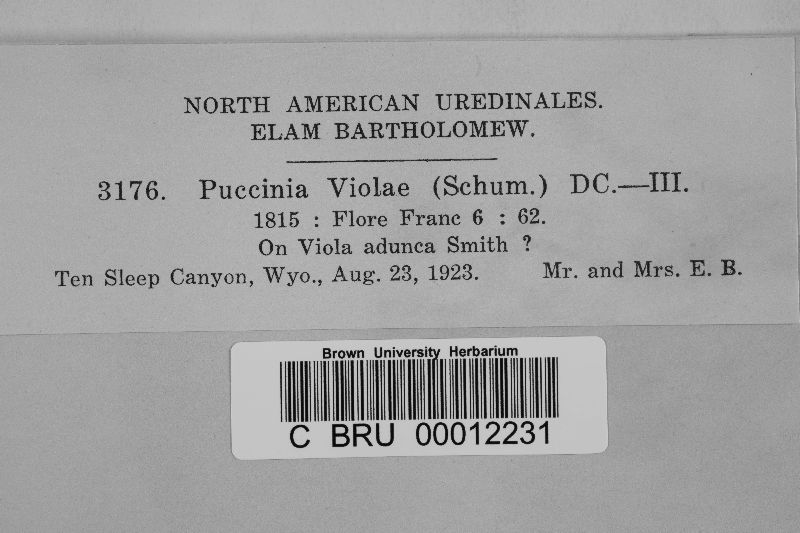 NORTH AMERICAN UREDINALES.
ELAM BARTHOLOMEW.
3176. Puccinia Violae (Schum.) DC.—III.
1815 : Flore Franc 6 : 62.
On Viola adunca Smith ?
Ten Sleep Canyon, Wyo., Aug. 23, 1923. Mr. and Mrs. E. B.
Brown University Herbarium
C BRU 00012231